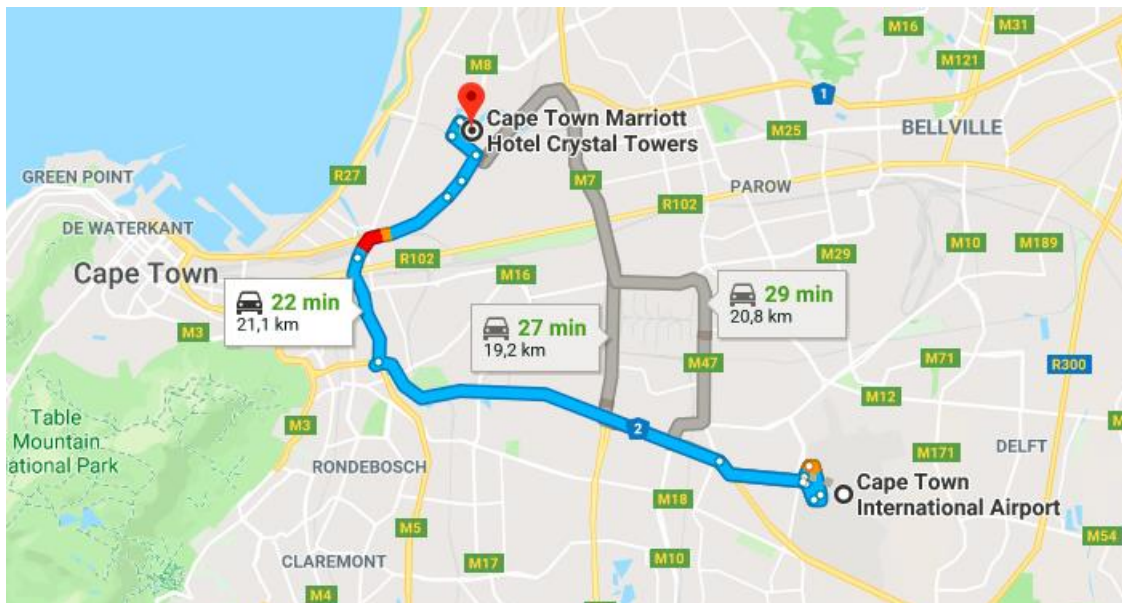 M16
M31
M8
M121
1
Cape Town Marriott
Hotel Crystal Towers
M25
BELLVILLE
GREEN POINT
R27
M7
PAROW
R102
DE WATERKANT
M10
M189
R102
M29
Cape Town
M16
22 min
21,1 km
27 min
19,2 km
29 min
20,8 km
M3
M47
M71
R300
M12
Table
Mountain
ational Park
M3
2
M
RONDEBOSCH
M171
DELFT
Cape Town
International Airport
M18
M5
M54
M10
CLAREMONT
M17
M4